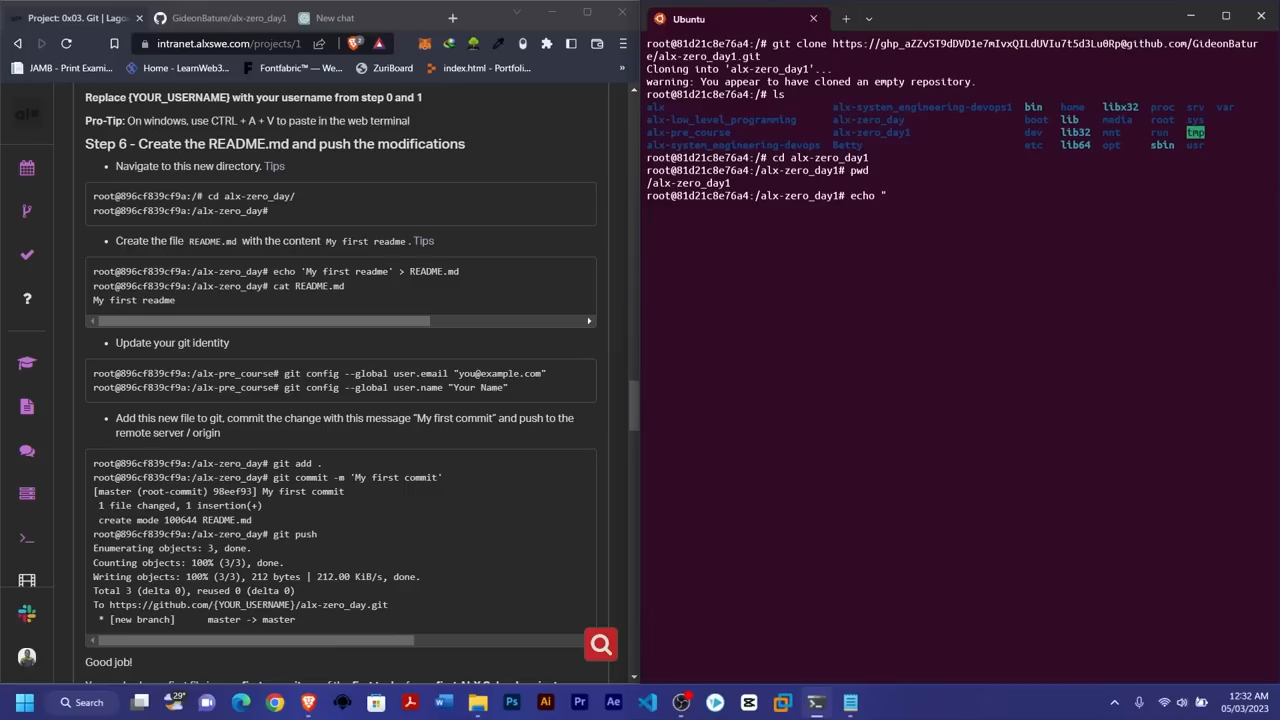 Project: 0x03. Git | Lago
GideonBature/alx-zero_day1
New chat
intranet.alxswe.com/projects/1
JAMB - Print Exami...
Home - LearnWeb3...
Fontfabric™ — We...
ZuriBoard
index.html - Portfolio...
Replace {YOUR_USERNAME} with your username from step 0 and 1
Pro-Tip: On windows, use CTRL + A + V to paste in the web terminal
Step 6 - Create the README.md and push the modifications
Navigate to this new directory. Tips
root@896cf839cf9a:/# cd alx-zero_day/
root@896cf839cf9a:/alx-zero_day#
Create the file README.md with the content My first readme. Tips
root@896cf839cf9a:/alx-zero_day# echo 'My first readme' > README.md
root@896cf839cf9a:/alx-zero_day# cat README.md
My first readme
Update your git identity
root@896cf839cf9a:/alx-pre_course# git config --global user.email "you@example.com"
root@896cf839cf9a:/alx-pre_course# git config --global user.name "Your Name"
Add this new file to git, commit the change with this message “My first commit” and push to the
remote server / origin
root@896cf839cf9a:/alx-zero_day# git add .
root@896cf839cf9a:/alx-zero_day# git commit -m 'My first commit'
[master (root-commit) 98eef93] My first commit
1 file changed, 1 insertion(+)
create mode 100644 README.md
root@896cf839cf9a:/alx-zero_day# git push
Enumerating objects: 3, done.
Counting objects: 100% (3/3), done.
Writing objects: 100% (3/3), 212 bytes | 212.00 KiB/s, done.
Total 3 (delta 0), reused 0 (delta 0)
To https://github.com/{YOUR_USERNAME}/alx-zero_day.git
* [new branch] master -> master
Good job!
Ubuntu
root@81d21c8e76a4:/# git clone https://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@github.com/GideonBatur
e/alx-zero_day1.git
Cloning into 'alx-zero_day1'...
warning: You appear to have cloned an empty repository.
root@81d21c8e76a4:/# ls
alx alx-system_engineering-devops1 bin home libx32 proc srv var
alx-low_level_programming alx-zero_day boot lib media root sys
alx-pre_course alx-zero_day1 dev lib32 mnt run tmp
alx-system_engineering-devops Betty etc lib64 opt sbin usr
root@81d21c8e76a4:/# cd alx-zero_day1
root@81d21c8e76a4:/alx-zero_day1# pwd
/alx-zero_day1
root@81d21c8e76a4:/alx-zero_day1# echo "
Search
29°
12:32 AM
05/03/2023